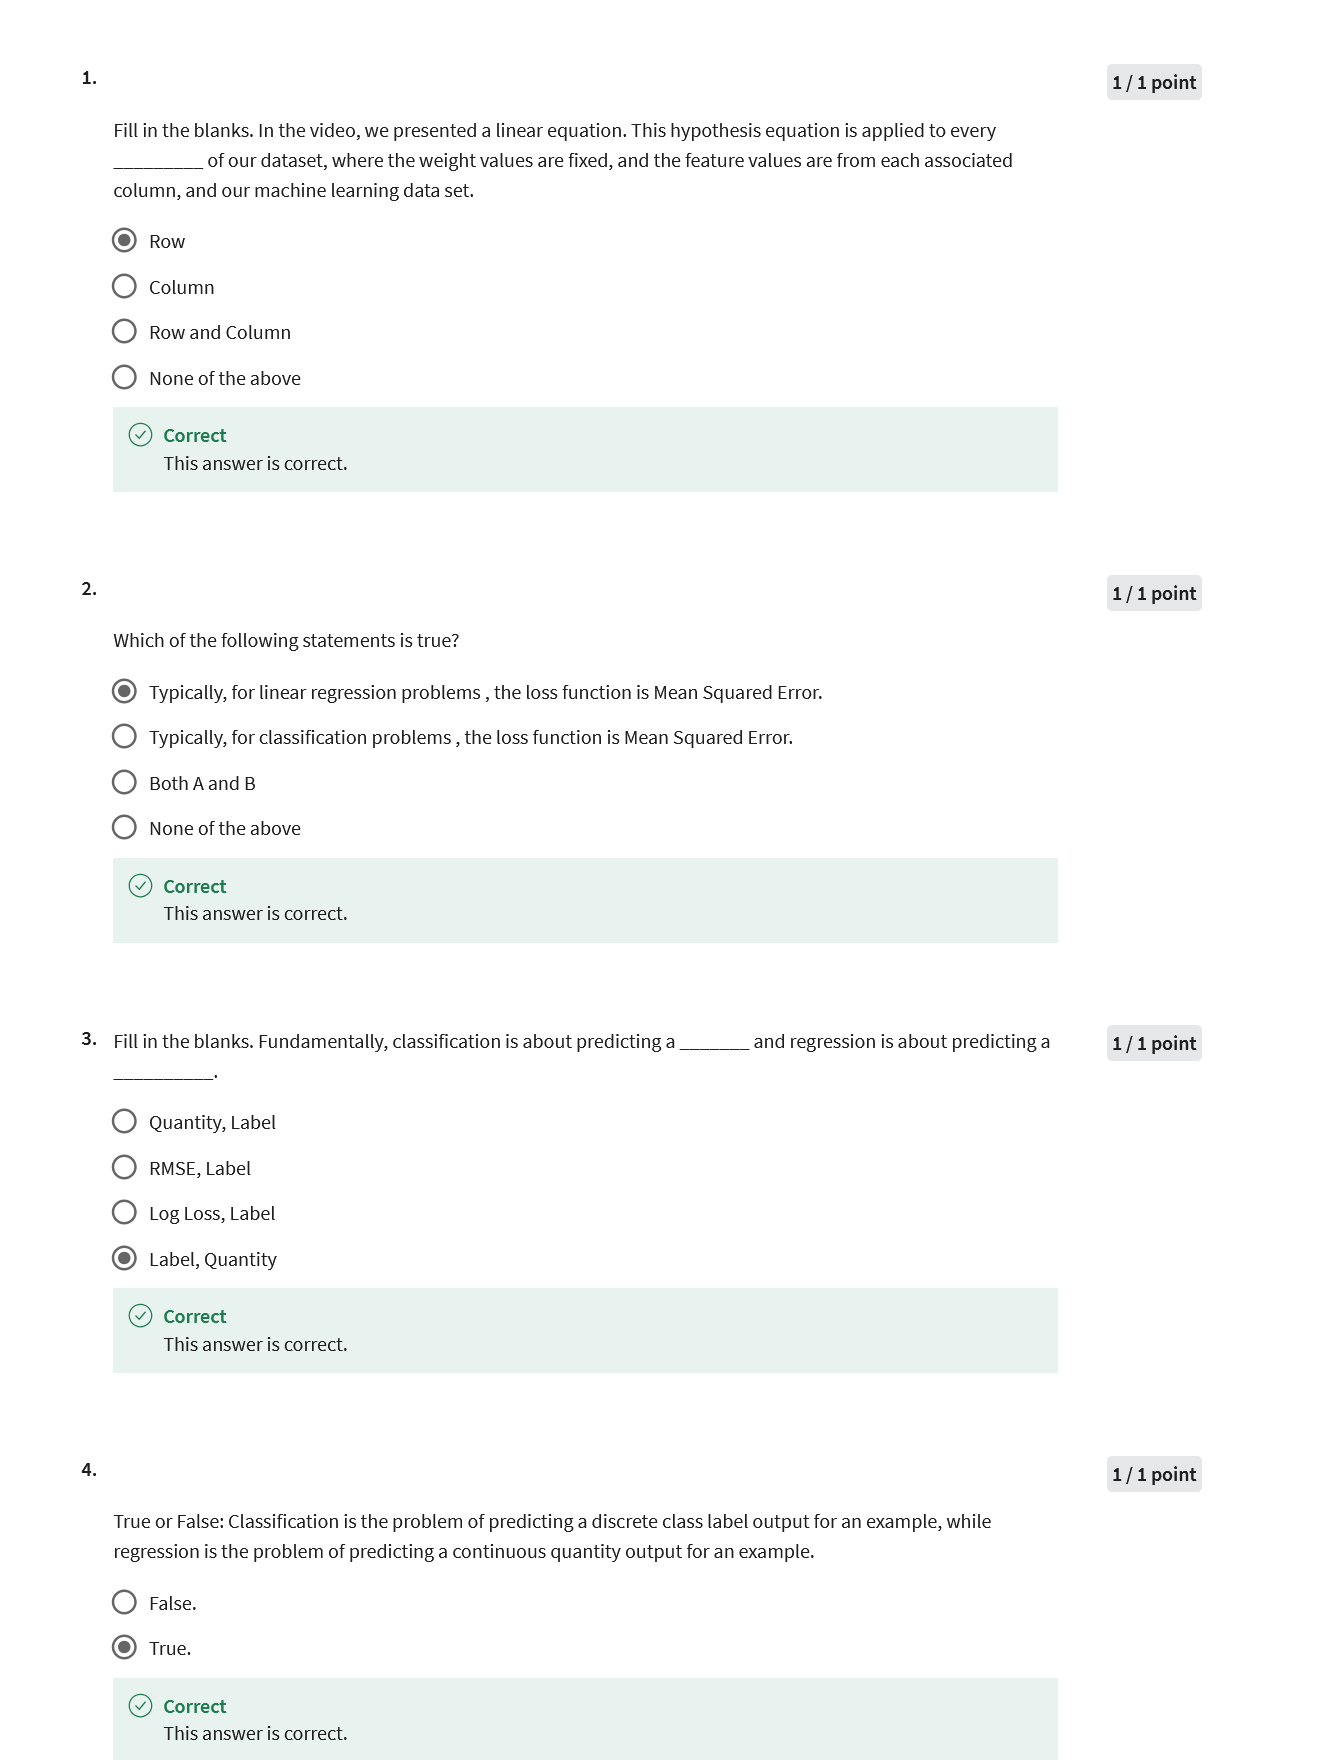 1.
1 / 1 point
Fill in the blanks. In the video, we presented a linear equation. This hypothesis equation is applied to every
_________ of our dataset, where the weight values are fixed, and the feature values are from each associated
column, and our machine learning data set.
Row
Column
Row and Column
None of the above
Correct
This answer is correct.
2.
1 / 1 point
Which of the following statements is true?
Typically, for linear regression problems , the loss function is Mean Squared Error.
Typically, for classification problems , the loss function is Mean Squared Error.
Both A and B
None of the above
Correct
This answer is correct.
3. Fill in the blanks. Fundamentally, classification is about predicting a _______ and regression is about predicting a
1 / 1 point
__________.
Quantity, Label
RMSE, Label
Log Loss, Label
Label, Quantity
Correct
This answer is correct.
4.
1 / 1 point
True or False: Classification is the problem of predicting a discrete class label output for an example, while
regression is the problem of predicting a continuous quantity output for an example.
False.
True.
Correct
This answer is correct.